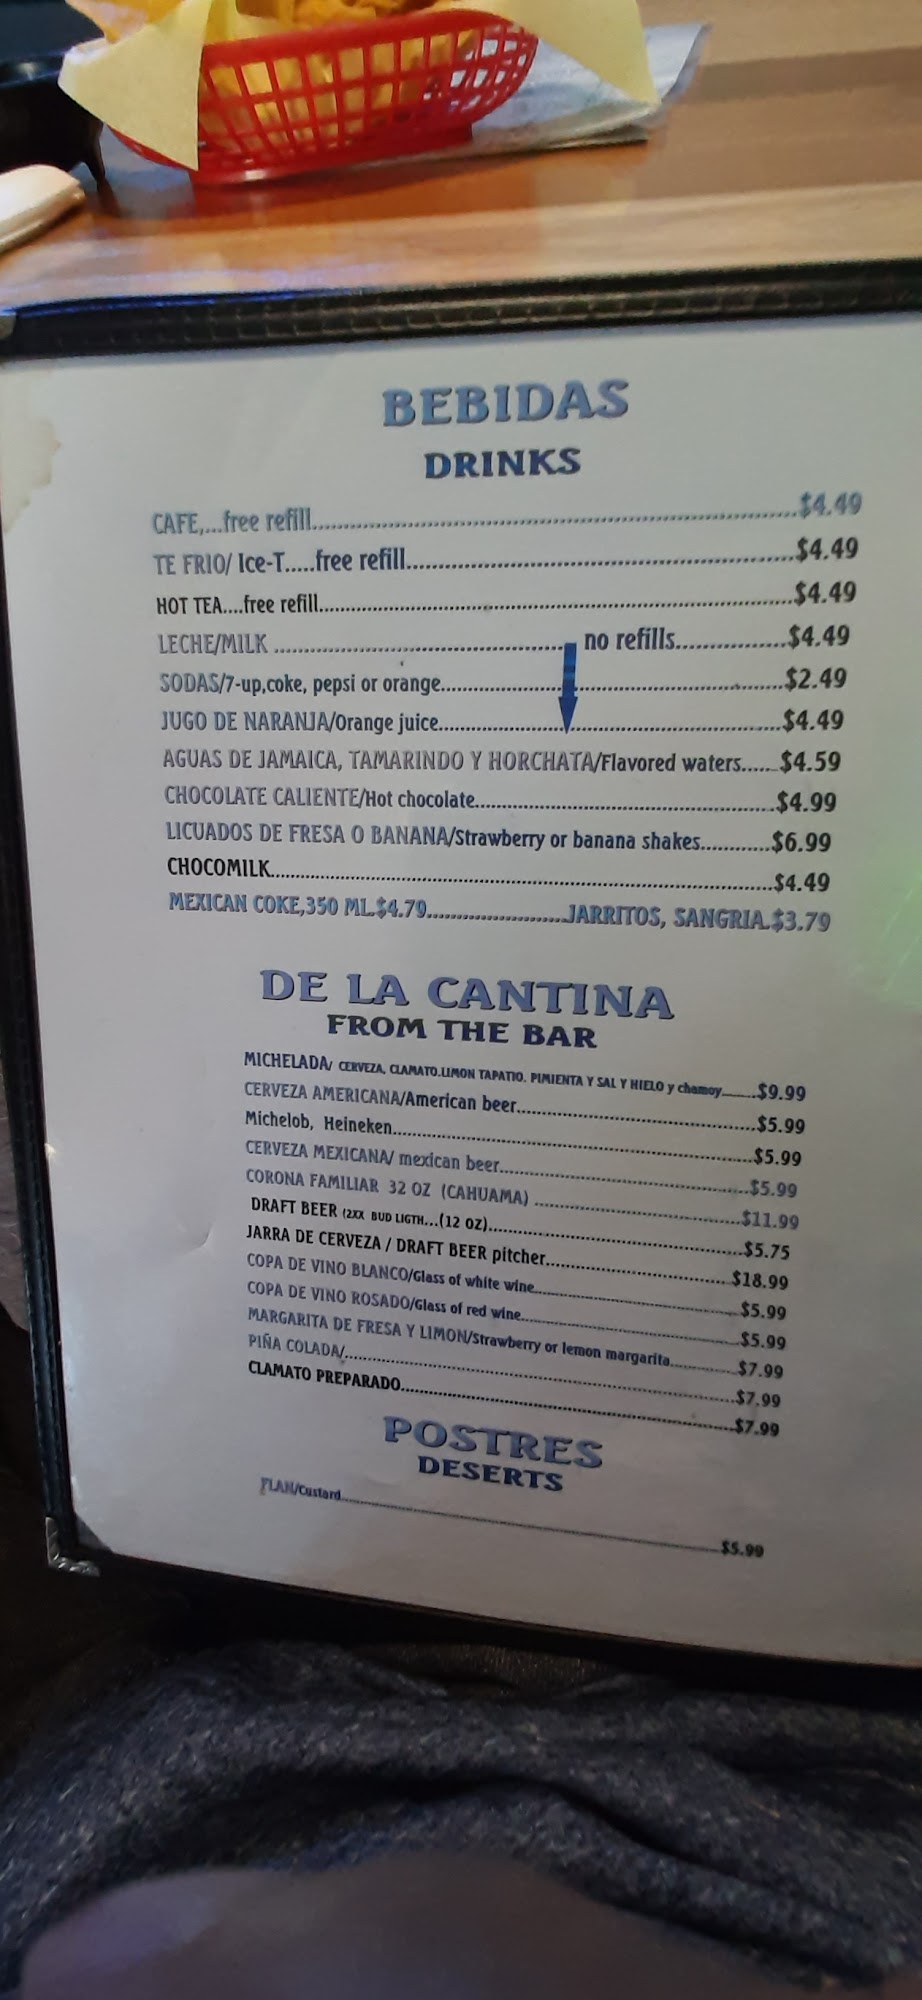 BEBIDAS
DRINKS
CAFE,...free refill....$4.49
TE FRIO/ Ice-T.....free refill....$4.49
HOT TEA....free refill....$4.49
LECHE/MILK .... no refills....$4.49
SODAS/7-up,coke, pepsi or orange....$2.49
JUGO DE NARANJA/Orange juice....$4.49
AGUAS DE JAMAICA, TAMARINDO Y HORCHATA/Flavored waters....$4.59
CHOCOLATE CALIENTE/Hot chocolate....$4.99
LICUADOS DE FRESA O BANANA/Strawberry or banana shakes....$6.99
CHOCOMILK....$4.49
MEXICAN COKE,350 ML.$4.79....JARRITOS, SANGRIA.$3.79
DE LA CANTINA
FROM THE BAR
MICHELADA/ CERVEZA, CLAMATO.LIMON TAPATIO. PIMIENTA Y SAL Y HIELO y chamoy....$9.99
CERVEZA AMERICANA/American beer....$5.99
Michelob, Heineken....$5.99
CERVEZA MEXICANA/ mexican beer....$5.99
CORONA FAMILIAR 32 OZ (CAHUAMA) ....$11.99
DRAFT BEER (2XX BUD LIGTH...(12 OZ)....$5.75
JARRA DE CERVEZA / DRAFT BEER pitcher....$18.99
COPA DE VINO BLANCO/Glass of white wine....$5.99
COPA DE VINO ROSADO/Glass of red wine....$5.99
MARGARITA DE FRESA Y LIMON/Strawberry or lemon margarita....$7.99
PIÑA COLADA/....$7.99
CLAMATO PREPARADO....$7.99
POSTRES
DESERTS
FLAN/Custard....$5.99